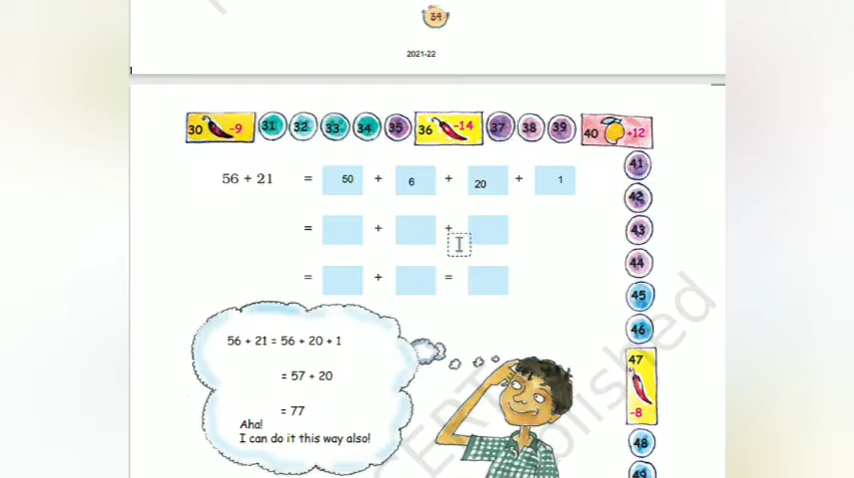 39
2021-22
30 -9 31 32 33 34 35 36 -14 37 38 39 40 +12
41
56 + 21 = 50 + 6 + 20 + 1
42
= + +
43
44
= + =
45
46
56 + 21 = 56 + 20 + 1
47
= 57 + 20
-8
= 77
Aha!
I can do it this way also!
48
49